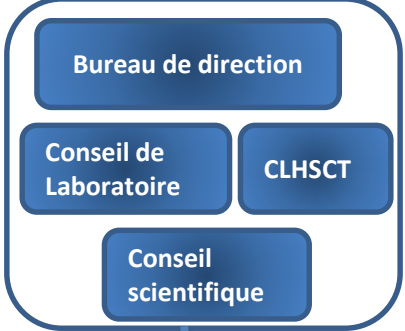 Bureau de direction
Conseil de
Laboratoire
CLHSCT
Conseil
scientifique